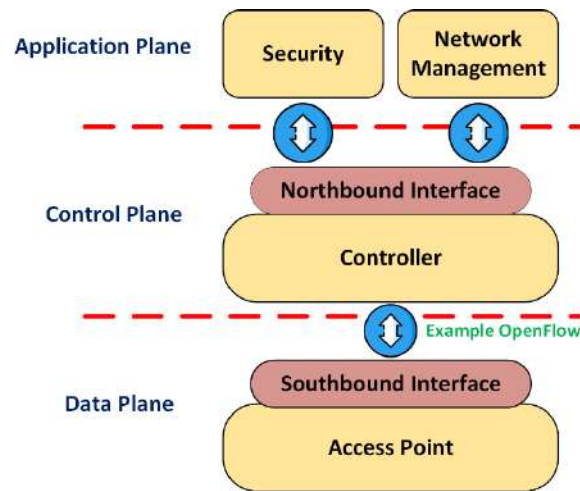 Application Plane
Security
Network
Management
Northbound Interface
Control Plane
Controller
Example OpenFlow
Southbound Interface
Data Plane
Access Point